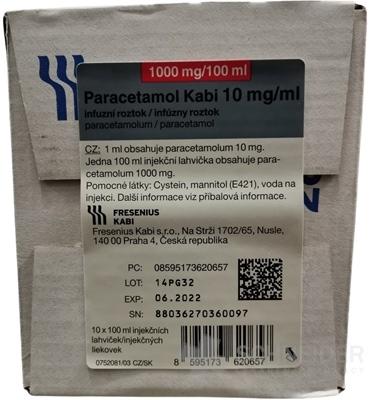 1000 mg/100 ml
Paracetamol Kabi 10 mg/ml
infuzní roztok / infúzny roztok
paracetamolum / paracetamol
CZ: 1 ml obsahuje paracetamolum 10 mg.
Jedna 100 ml injekční lahvička obsahuje para-
cetamolum 1000 mg.
Pomocné látky: Cystein, mannitol (E421), voda na
injekci. Další informace viz příbalová informace.
FRESENIUS
KABI
Fresenius Kabi s.r.o., Na Strži 1702/65, Nusle,
140 00 Praha 4, Česká republika
PC: 08595173620657
LOT: 14PG32
EXP: 06.2022
SN: 88036270360097
10 x 100 ml injekčních
lahviček/injekčných
liekoviek
0752081/03 CZ/SK
8 595173 620657